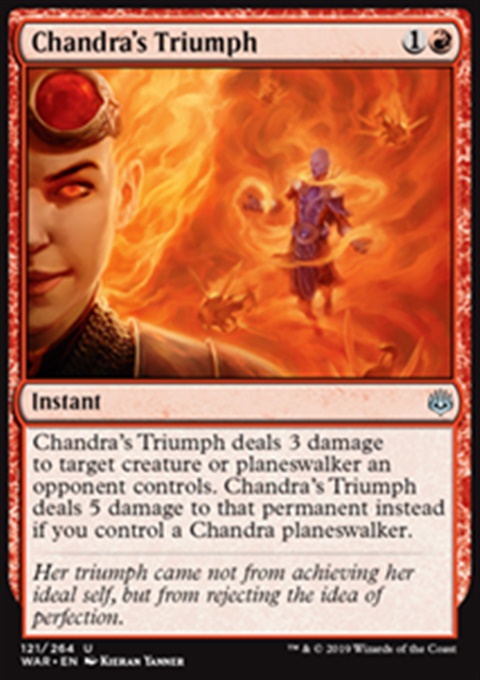 Chandra's Triumph 1
Instant
Chandra's Triumph deals 3 damage
to target creature or planeswalker an
opponent controls. Chandra's Triumph
deals 5 damage to that permanent instead
if you control a Chandra planeswalker.
Her triumph came not from achieving her
ideal self, but from rejecting the idea of
perfection.
121/264 U
WAR • EN KIERAN YANNER
™ & © 2019 Wizards of the Coast